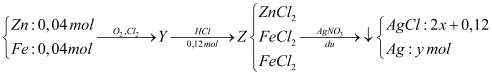 {Zn : 0,04 mol
Fe : 0,04 mol} —O₂, Cl₂→ Y —HCl / 0,12 mol→ Z {ZnCl₂
FeCl₂
FeCl₂} —AgNO₃ / du→ ↓ {AgCl : 2x + 0,12
Ag : y mol